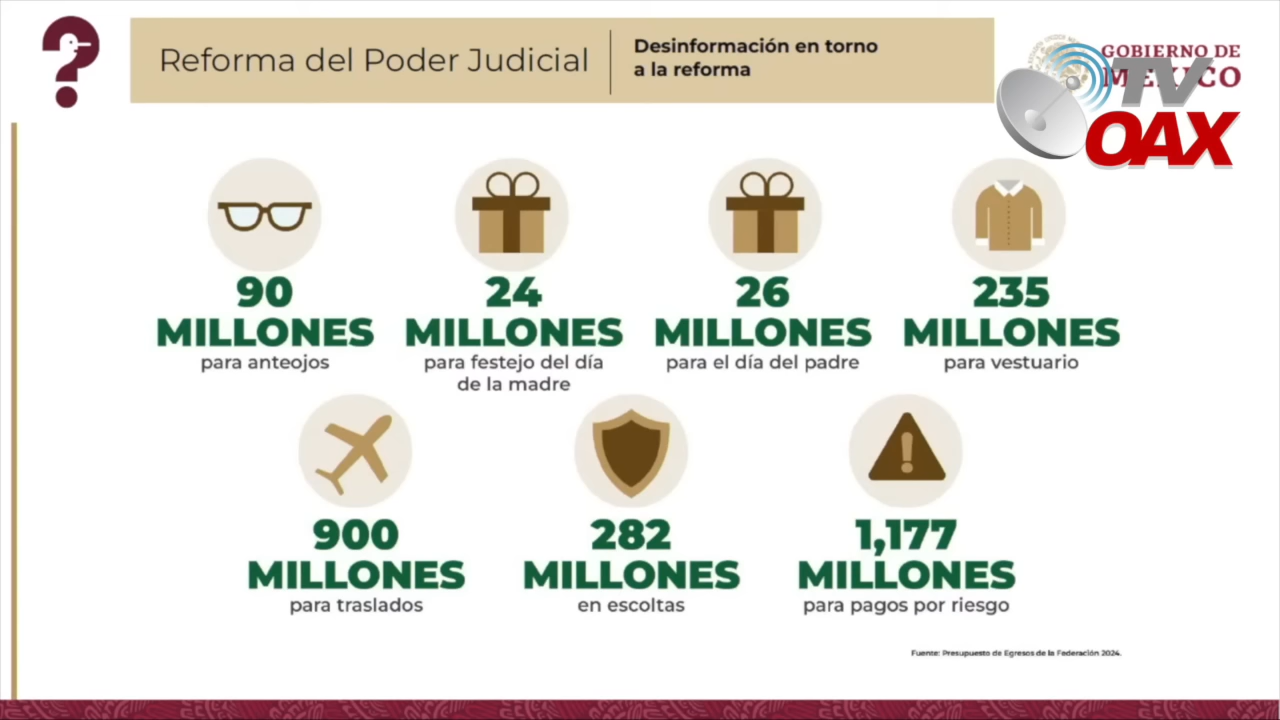 Reforma del Poder Judicial
Desinformación en torno
a la reforma
GOBIERNO DE
MÉXICO
TV
OAX
90
MILLONES
para anteojos
24
MILLONES
para festejo del día
de la madre
26
MILLONES
para el día del padre
235
MILLONES
para vestuario
900
MILLONES
para traslados
282
MILLONES
en escoltas
1,177
MILLONES
para pagos por riesgo
Fuente: Presupuesto de Egresos de la Federación 2024.